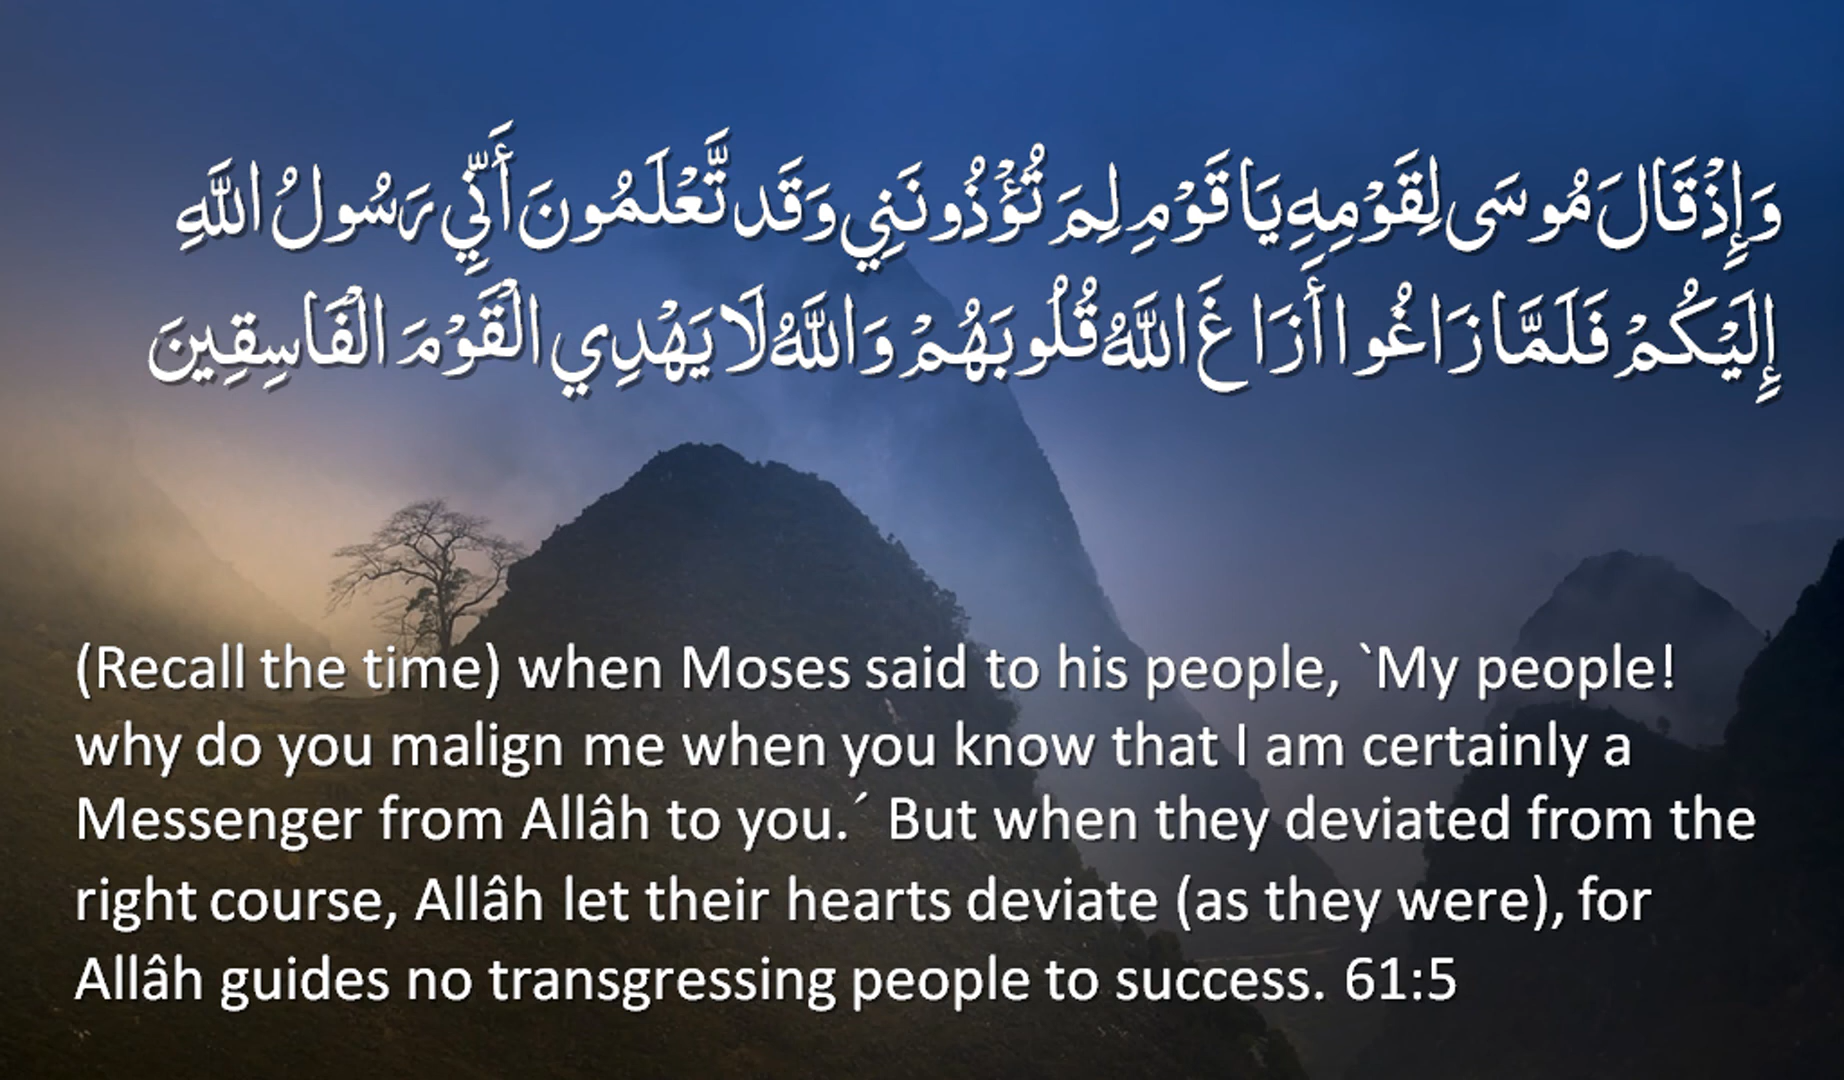 وَإِذْ قَالَ مُوسَى لِقَوْمِهِ يَا قَوْمِ لِمَ تُؤْذُونَنِي وَقَد تَّعْلَمُونَ أَنِّي رَسُولُ اللَّهِ
إِلَيْكُمْ فَلَمَّا زَاغُوا أَزَاغَ اللَّهُ قُلُوبَهُمْ وَاللَّهُ لَا يَهْدِي الْقَوْمَ الْفَاسِقِينَ
(Recall the time) when Moses said to his people, `My people!
why do you malign me when you know that I am certainly a
Messenger from Allâh to you.´ But when they deviated from the
right course, Allâh let their hearts deviate (as they were), for
Allâh guides no transgressing people to success. 61:5